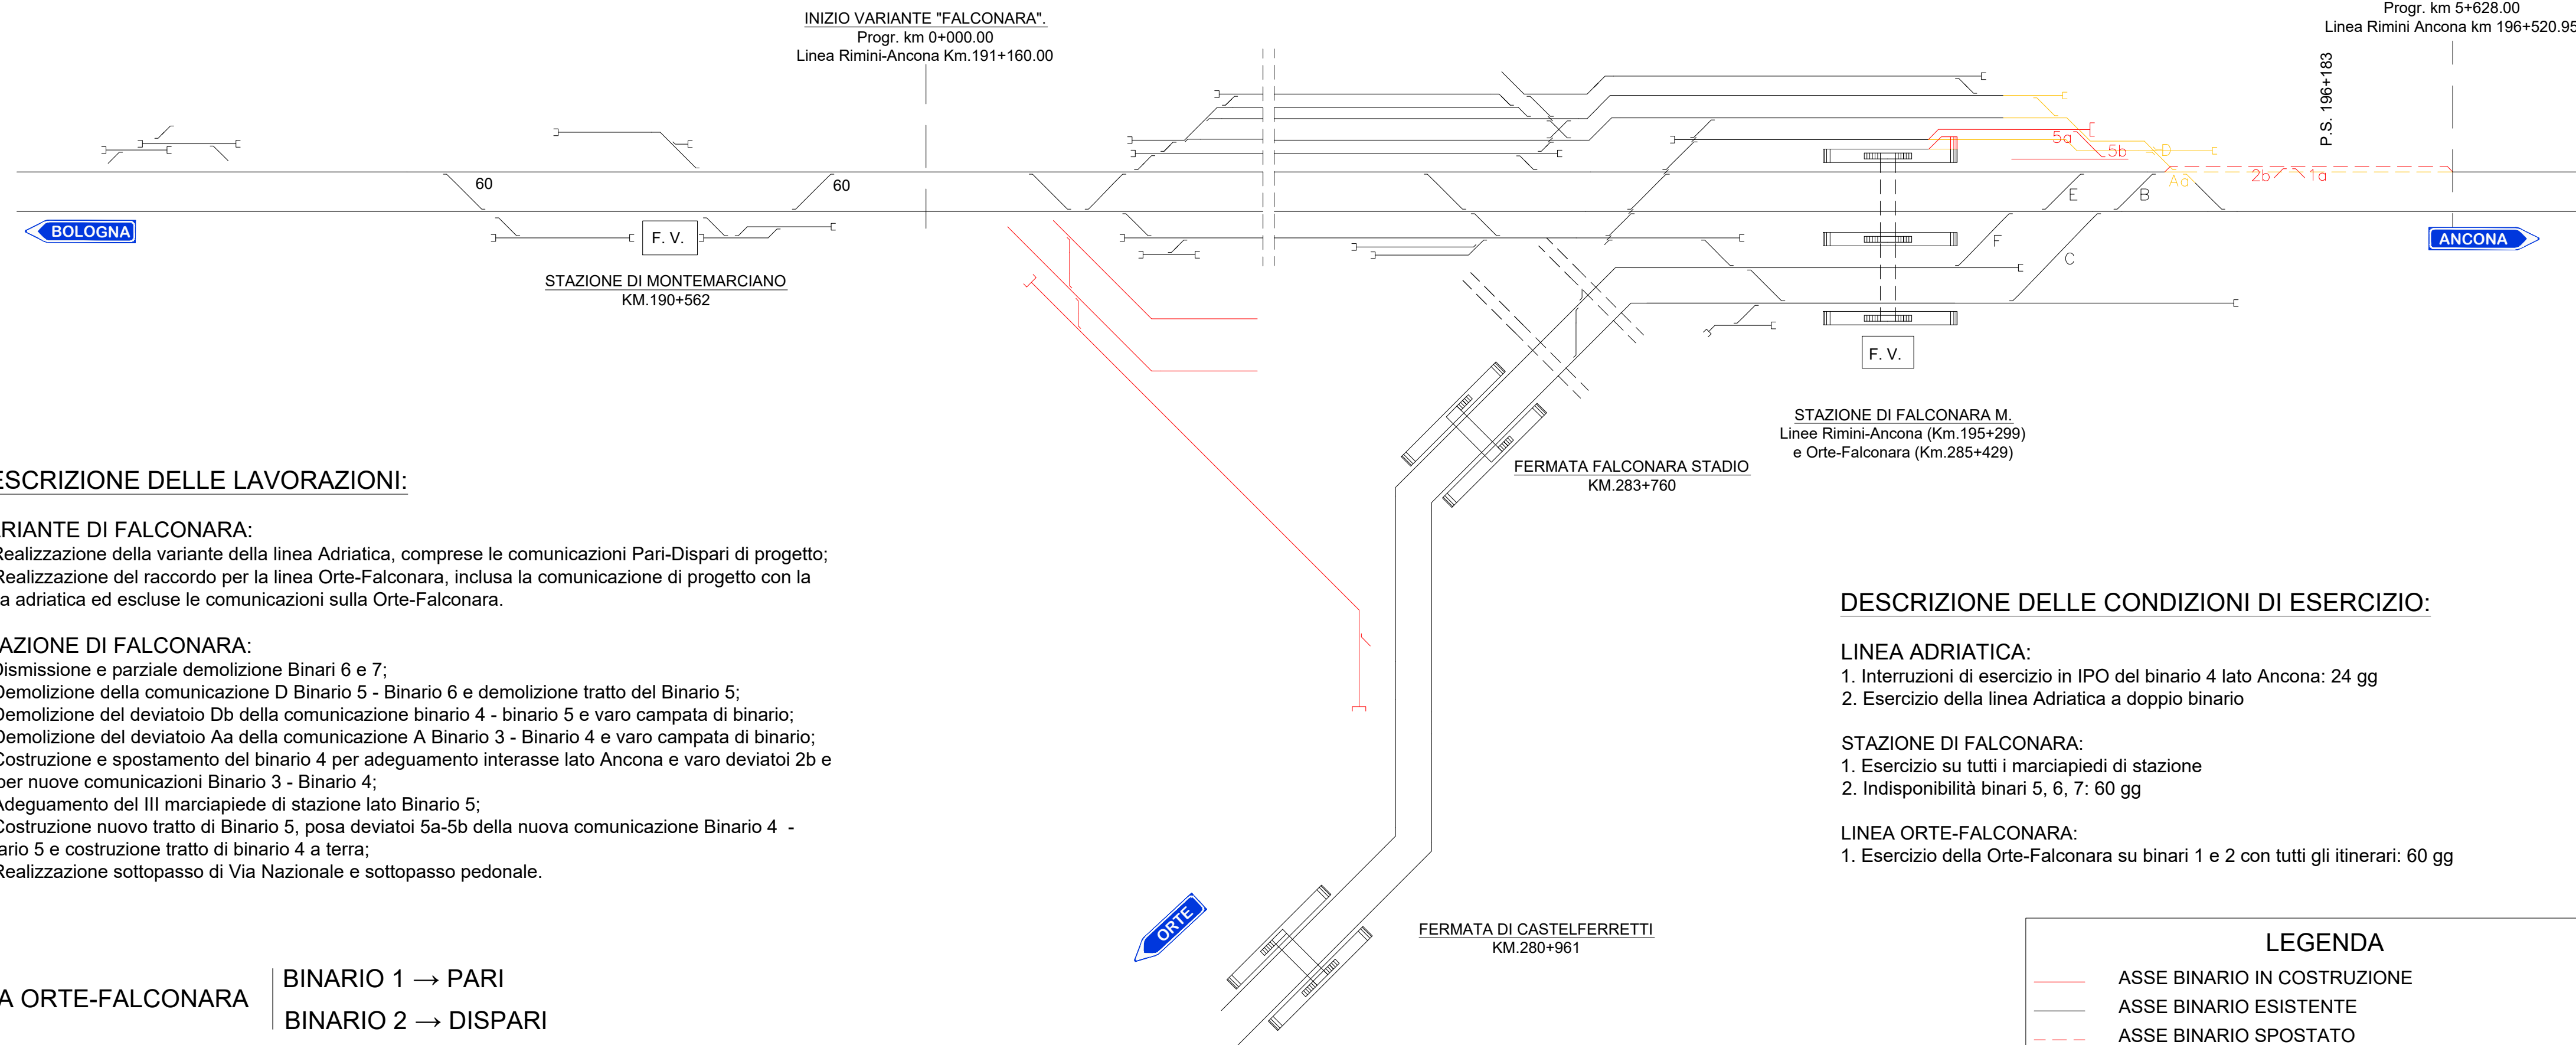 INIZIO VARIANTE "FALCONARA".
Progr. km 0+000.00
Linea Rimini-Ancona Km.191+160.00
Progr. km 5+628.00
Linea Rimini Ancona km 196+520.95
P.S. 196+183
60
60
5a
5b
D
Aa
2b
1a
E
B
F
C
BOLOGNA
F. V.
ANCONA
STAZIONE DI MONTEMARCIANO
KM.190+562
F. V.
STAZIONE DI FALCONARA M.
Linee Rimini-Ancona (Km.195+299)
e Orte-Falconara (Km.285+429)
FERMATA FALCONARA STADIO
KM.283+760
ESCRIZIONE DELLE LAVORAZIONI:
ARIANTE DI FALCONARA:
Realizzazione della variante della linea Adriatica, comprese le comunicazioni Pari-Dispari di progetto;
Realizzazione del raccordo per la linea Orte-Falconara, inclusa la comunicazione di progetto con la
a adriatica ed escluse le comunicazioni sulla Orte-Falconara.
AZIONE DI FALCONARA:
Dismissione e parziale demolizione Binari 6 e 7;
Demolizione della comunicazione D Binario 5 - Binario 6 e demolizione tratto del Binario 5;
Demolizione del deviatoio Db della comunicazione binario 4 - binario 5 e varo campata di binario;
Demolizione del deviatoio Aa della comunicazione A Binario 3 - Binario 4 e varo campata di binario;
Costruzione e spostamento del binario 4 per adeguamento interasse lato Ancona e varo deviatoi 2b e
per nuove comunicazioni Binario 3 - Binario 4;
Adeguamento del III marciapiede di stazione lato Binario 5;
Costruzione nuovo tratto di Binario 5, posa deviatoi 5a-5b della nuova comunicazione Binario 4 -
ario 5 e costruzione tratto di binario 4 a terra;
Realizzazione sottopasso di Via Nazionale e sottopasso pedonale.
DESCRIZIONE DELLE CONDIZIONI DI ESERCIZIO:
LINEA ADRIATICA:
1. Interruzioni di esercizio in IPO del binario 4 lato Ancona: 24 gg
2. Esercizio della linea Adriatica a doppio binario
STAZIONE DI FALCONARA:
1. Esercizio su tutti i marciapiedi di stazione
2. Indisponibilità binari 5, 6, 7: 60 gg
LINEA ORTE-FALCONARA:
1. Esercizio della Orte-Falconara su binari 1 e 2 con tutti gli itinerari: 60 gg
ORTE
FERMATA DI CASTELFERRETTI
KM.280+961
A ORTE-FALCONARA
BINARIO 1 → PARI
BINARIO 2 → DISPARI
LEGENDA
ASSE BINARIO IN COSTRUZIONE
ASSE BINARIO ESISTENTE
ASSE BINARIO SPOSTATO